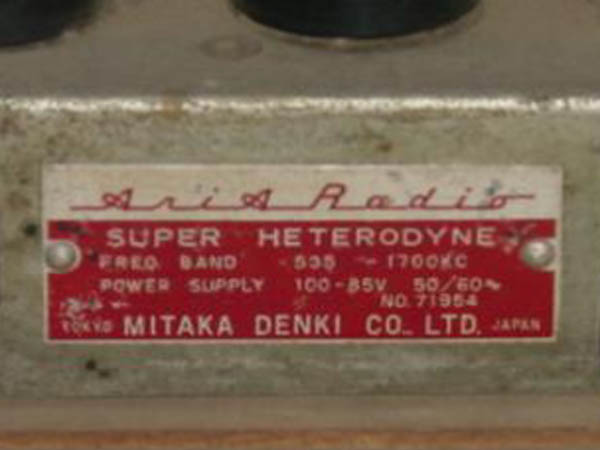 AriA Radio
SUPER HETERODYNE
FREQ. BAND 535 ~ 1700KC
POWER SUPPLY 100-85V 50/60~
NO. 71954
TOKYO MITAKA DENKI CO. LTD. JAPAN